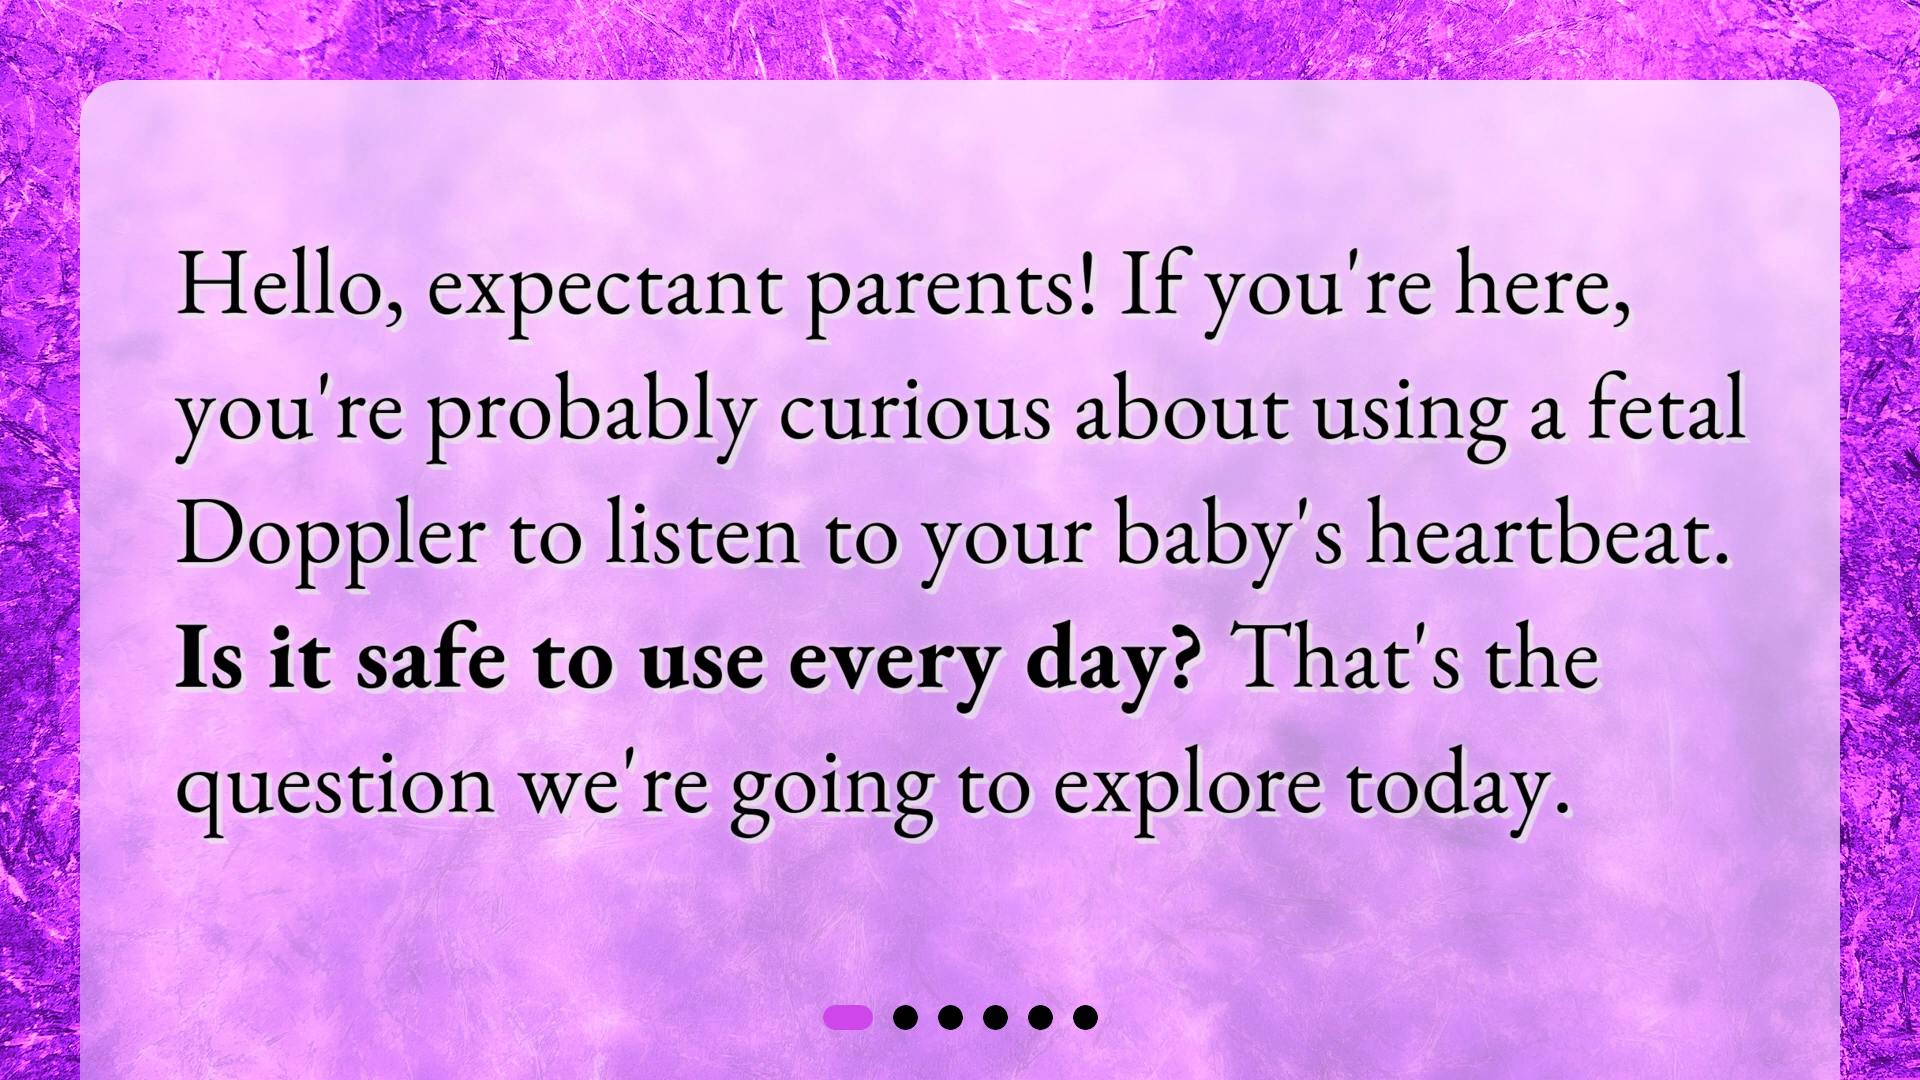 Hello, expectant parents! If you're here,
you're probably curious about using a fetal
Doppler to listen to your baby's heartbeat.
Is it safe to use every day? That's the
question we're going to explore today.